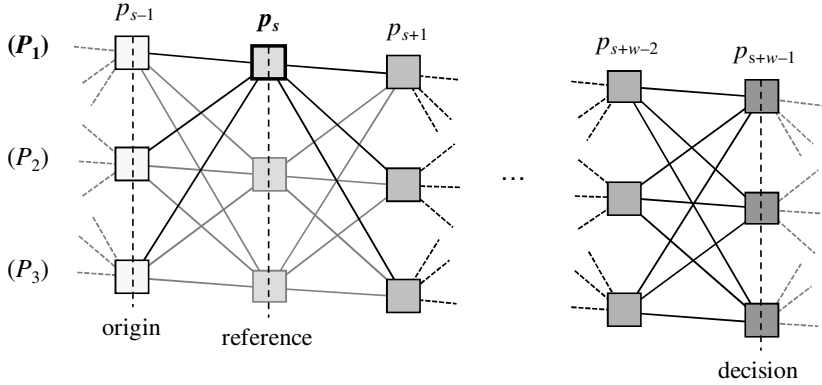 p_{s–1} p_s p_{s+1} p_{s+w–2} p_{s+w–1}
(P_1)
(P_2)
...
(P_3)
origin reference decision